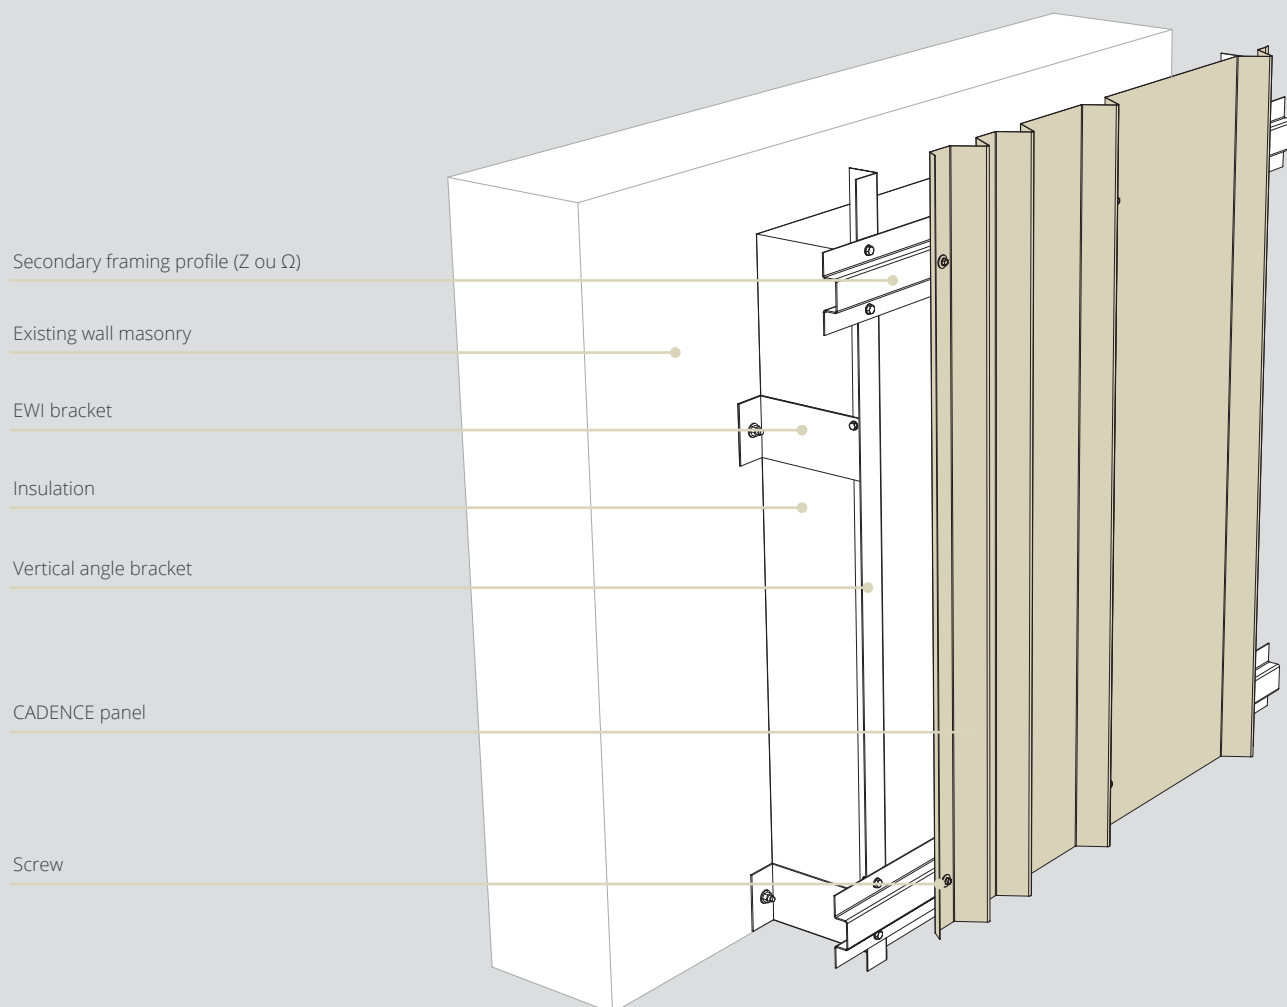 Secondary framing profile (Z ou Ω)
Existing wall masonry
EWI bracket
Insulation
Vertical angle bracket
CADENCE panel
Screw